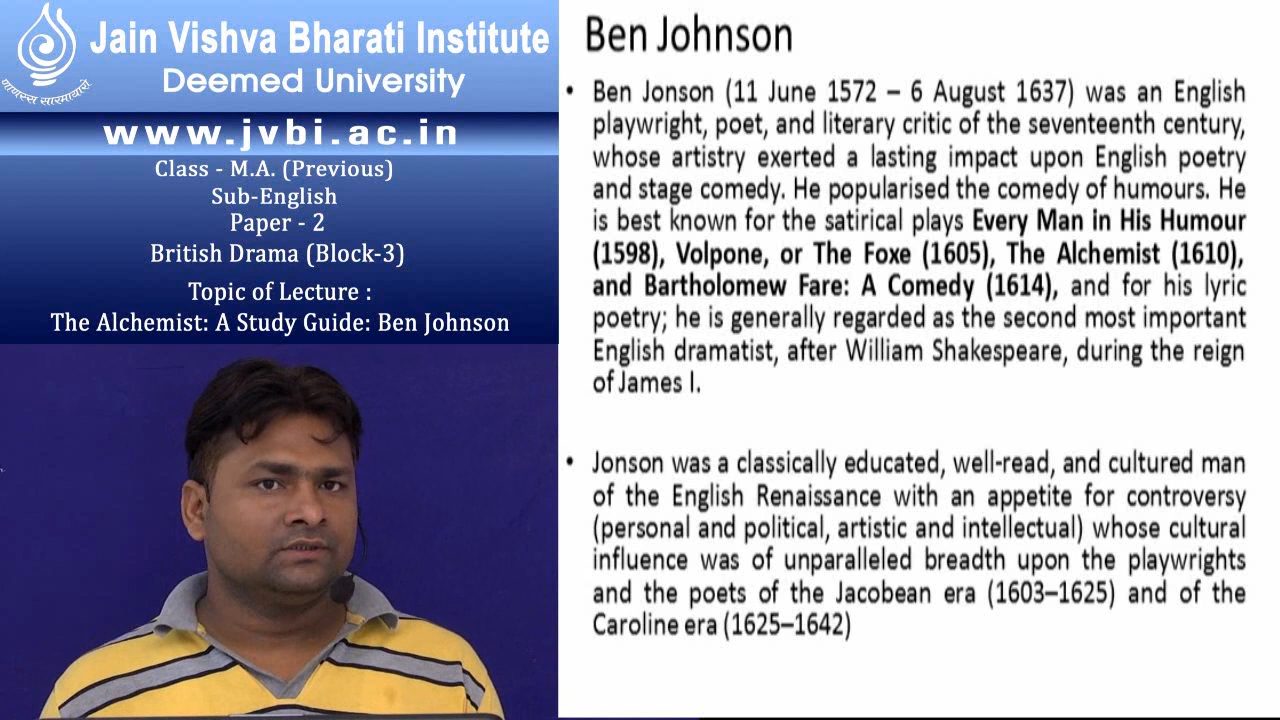 णाणस्स सारमायारो
Jain Vishva Bharati Institute
Deemed University
www.jvbi.ac.in
Class - M.A. (Previous)
Sub-English
Paper - 2
British Drama (Block-3)
Topic of Lecture :
The Alchemist: A Study Guide: Ben Johnson
Ben Johnson
• Ben Jonson (11 June 1572 – 6 August 1637) was an English
playwright, poet, and literary critic of the seventeenth century,
whose artistry exerted a lasting impact upon English poetry
and stage comedy. He popularised the comedy of humours. He
is best known for the satirical plays Every Man in His Humour
(1598), Volpone, or The Foxe (1605), The Alchemist (1610),
and Bartholomew Fare: A Comedy (1614), and for his lyric
poetry; he is generally regarded as the second most important
English dramatist, after William Shakespeare, during the reign
of James I.
• Jonson was a classically educated, well-read, and cultured man
of the English Renaissance with an appetite for controversy
(personal and political, artistic and intellectual) whose cultural
influence was of unparalleled breadth upon the playwrights
and the poets of the Jacobean era (1603–1625) and of the
Caroline era (1625–1642)